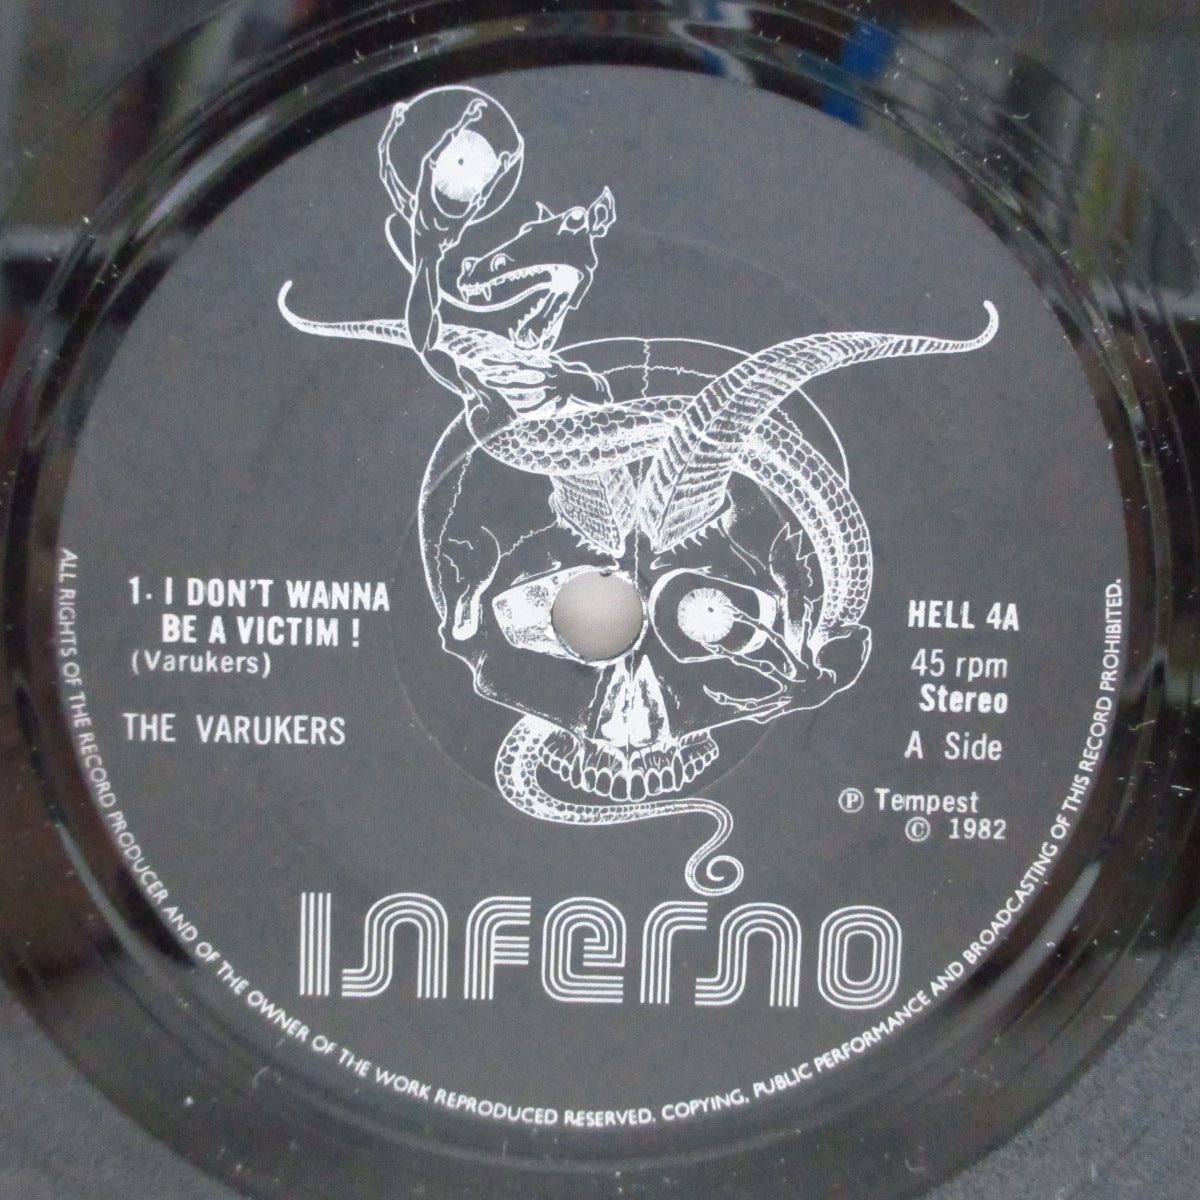 1. I DON'T WANNA
BE A VICTIM !
(Varukers)
THE VARUKERS
HELL 4A
45 rpm
Stereo
A Side
Ⓟ Tempest
© 1982
Inferno
ALL RIGHTS OF THE RECORD PRODUCER AND OF THE OWNER OF THE WORK REPRODUCED RESERVED. COPYING, PUBLIC PERFORMANCE AND BROADCASTING OF THIS RECORD PROHIBITED.